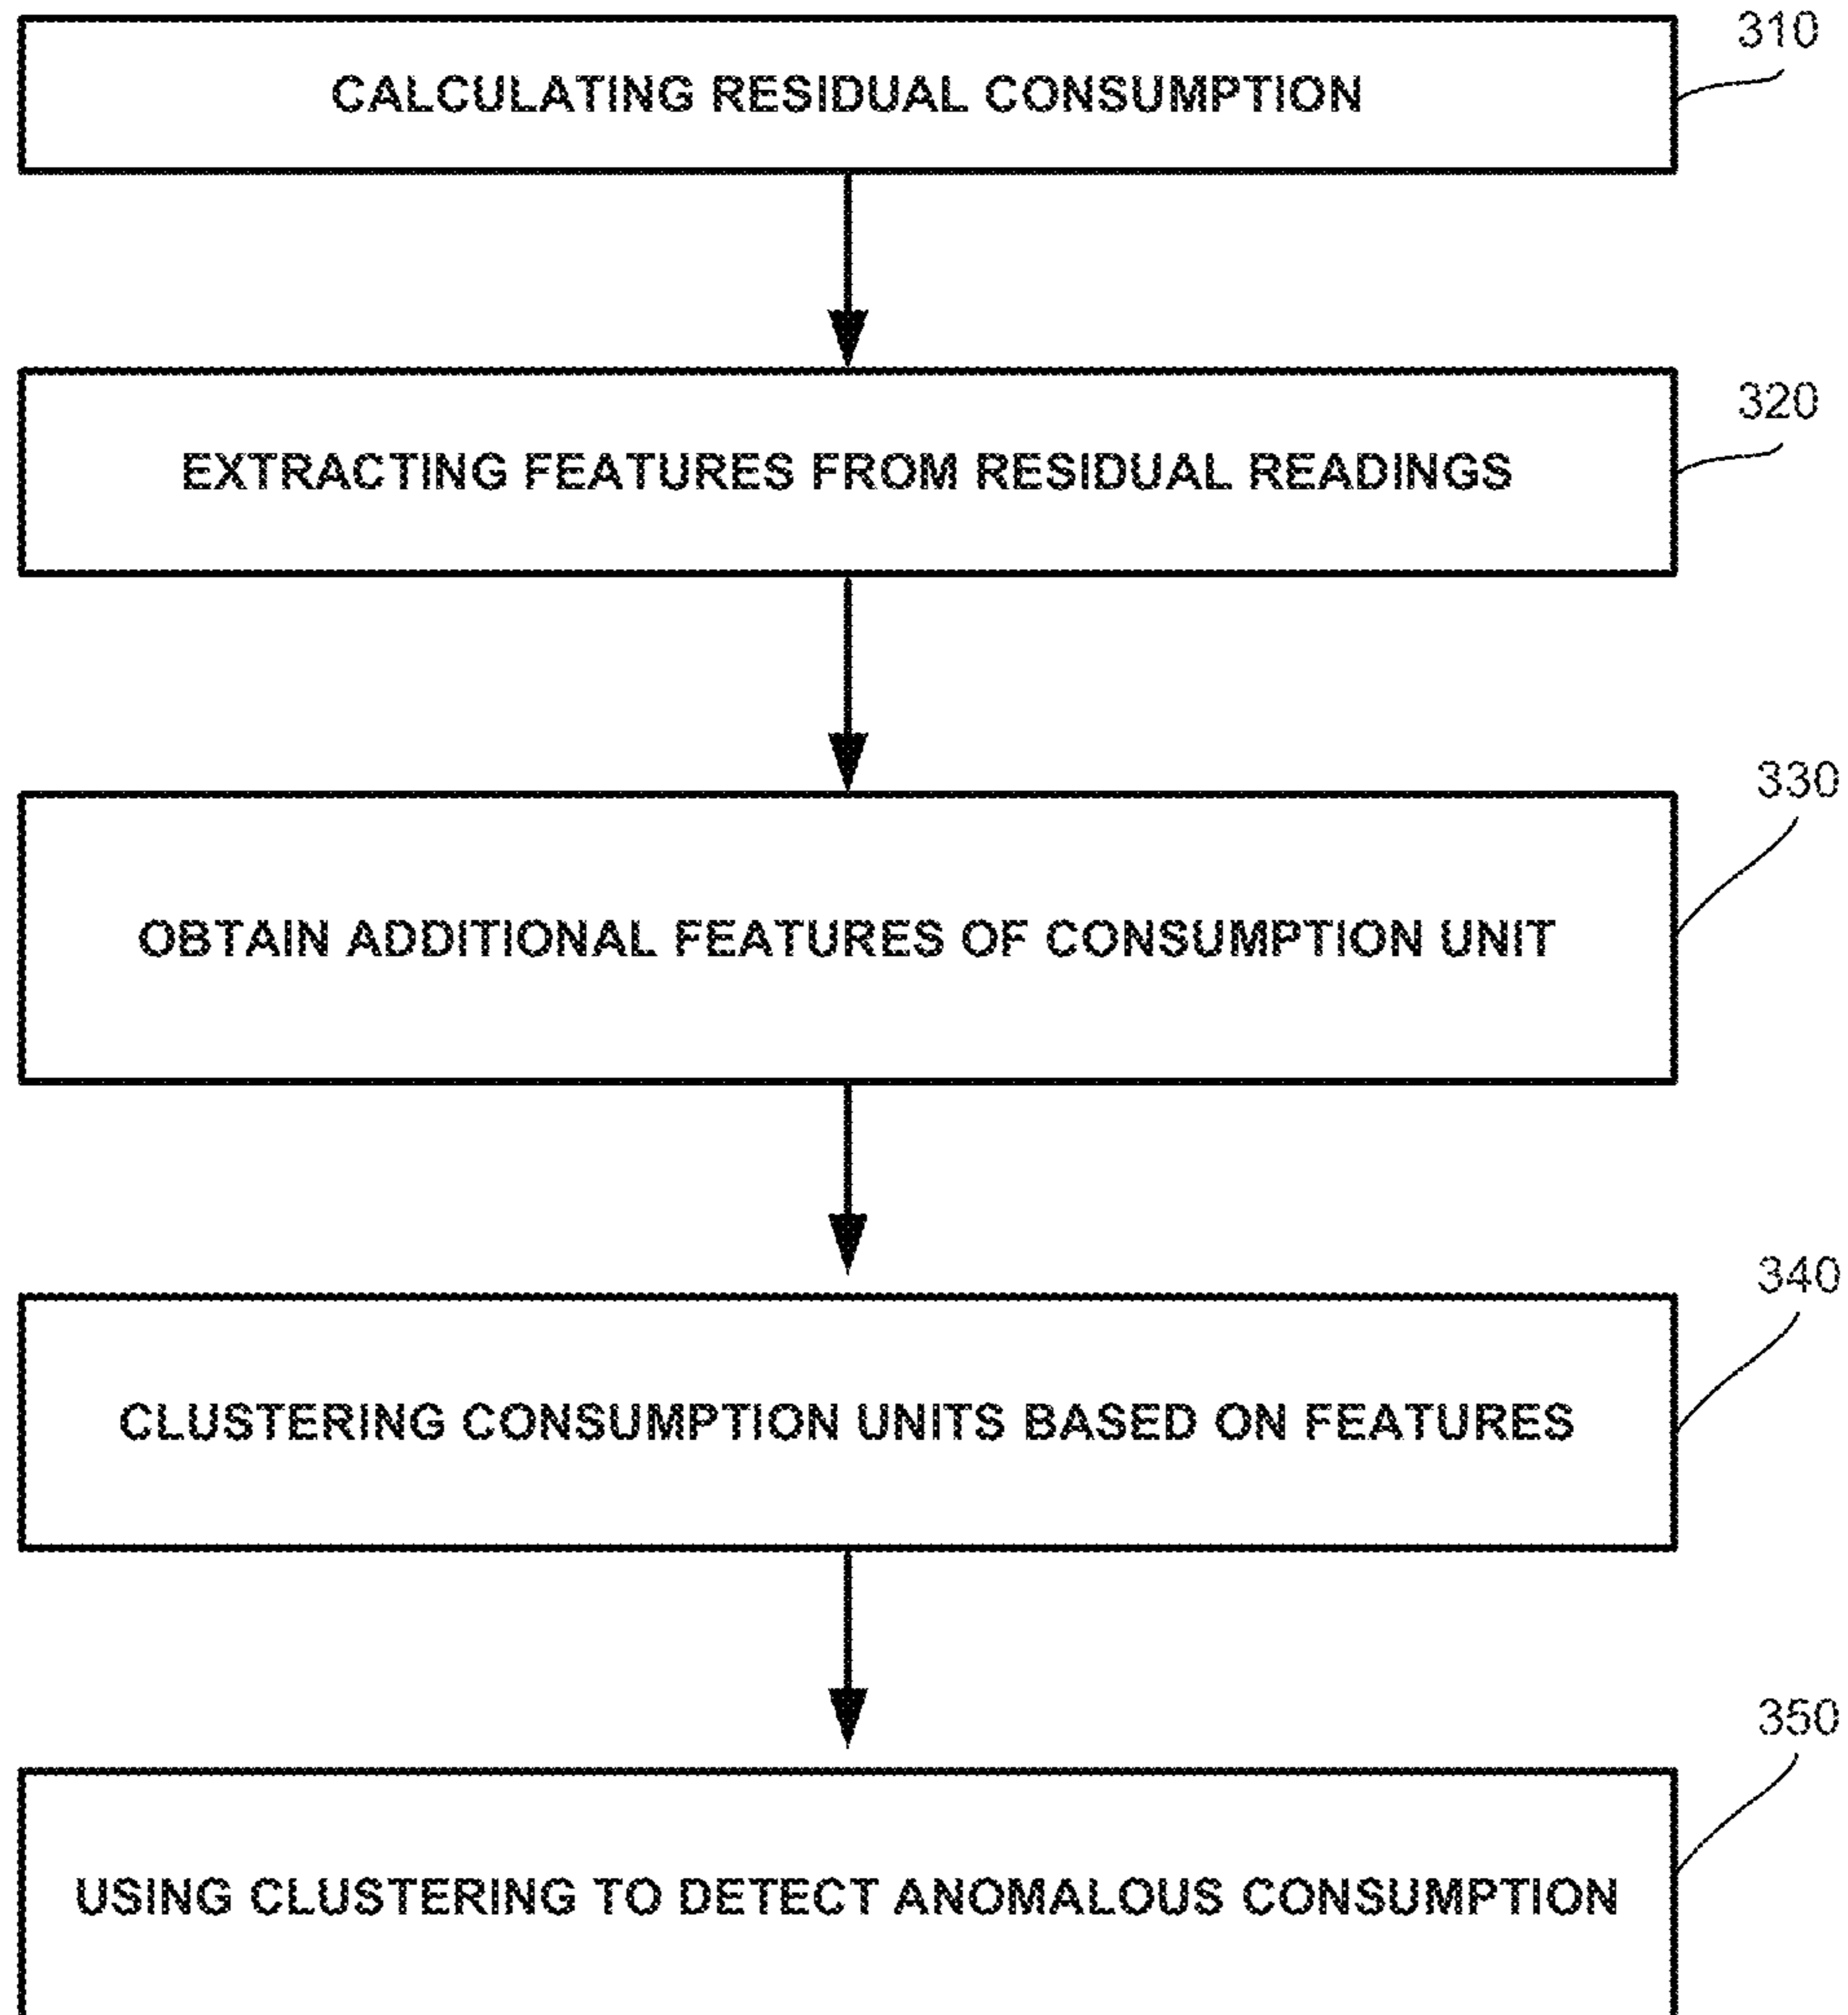 310
CALCULATING RESIDUAL CONSUMPTION
320
EXTRACTING FEATURES FROM RESIDUAL READINGS
330
OBTAIN ADDITIONAL FEATURES OF CONSUMPTION UNIT
340
CLUSTERING CONSUMPTION UNITS BASED ON FEATURES
350
USING CLUSTERING TO DETECT ANOMALOUS CONSUMPTION